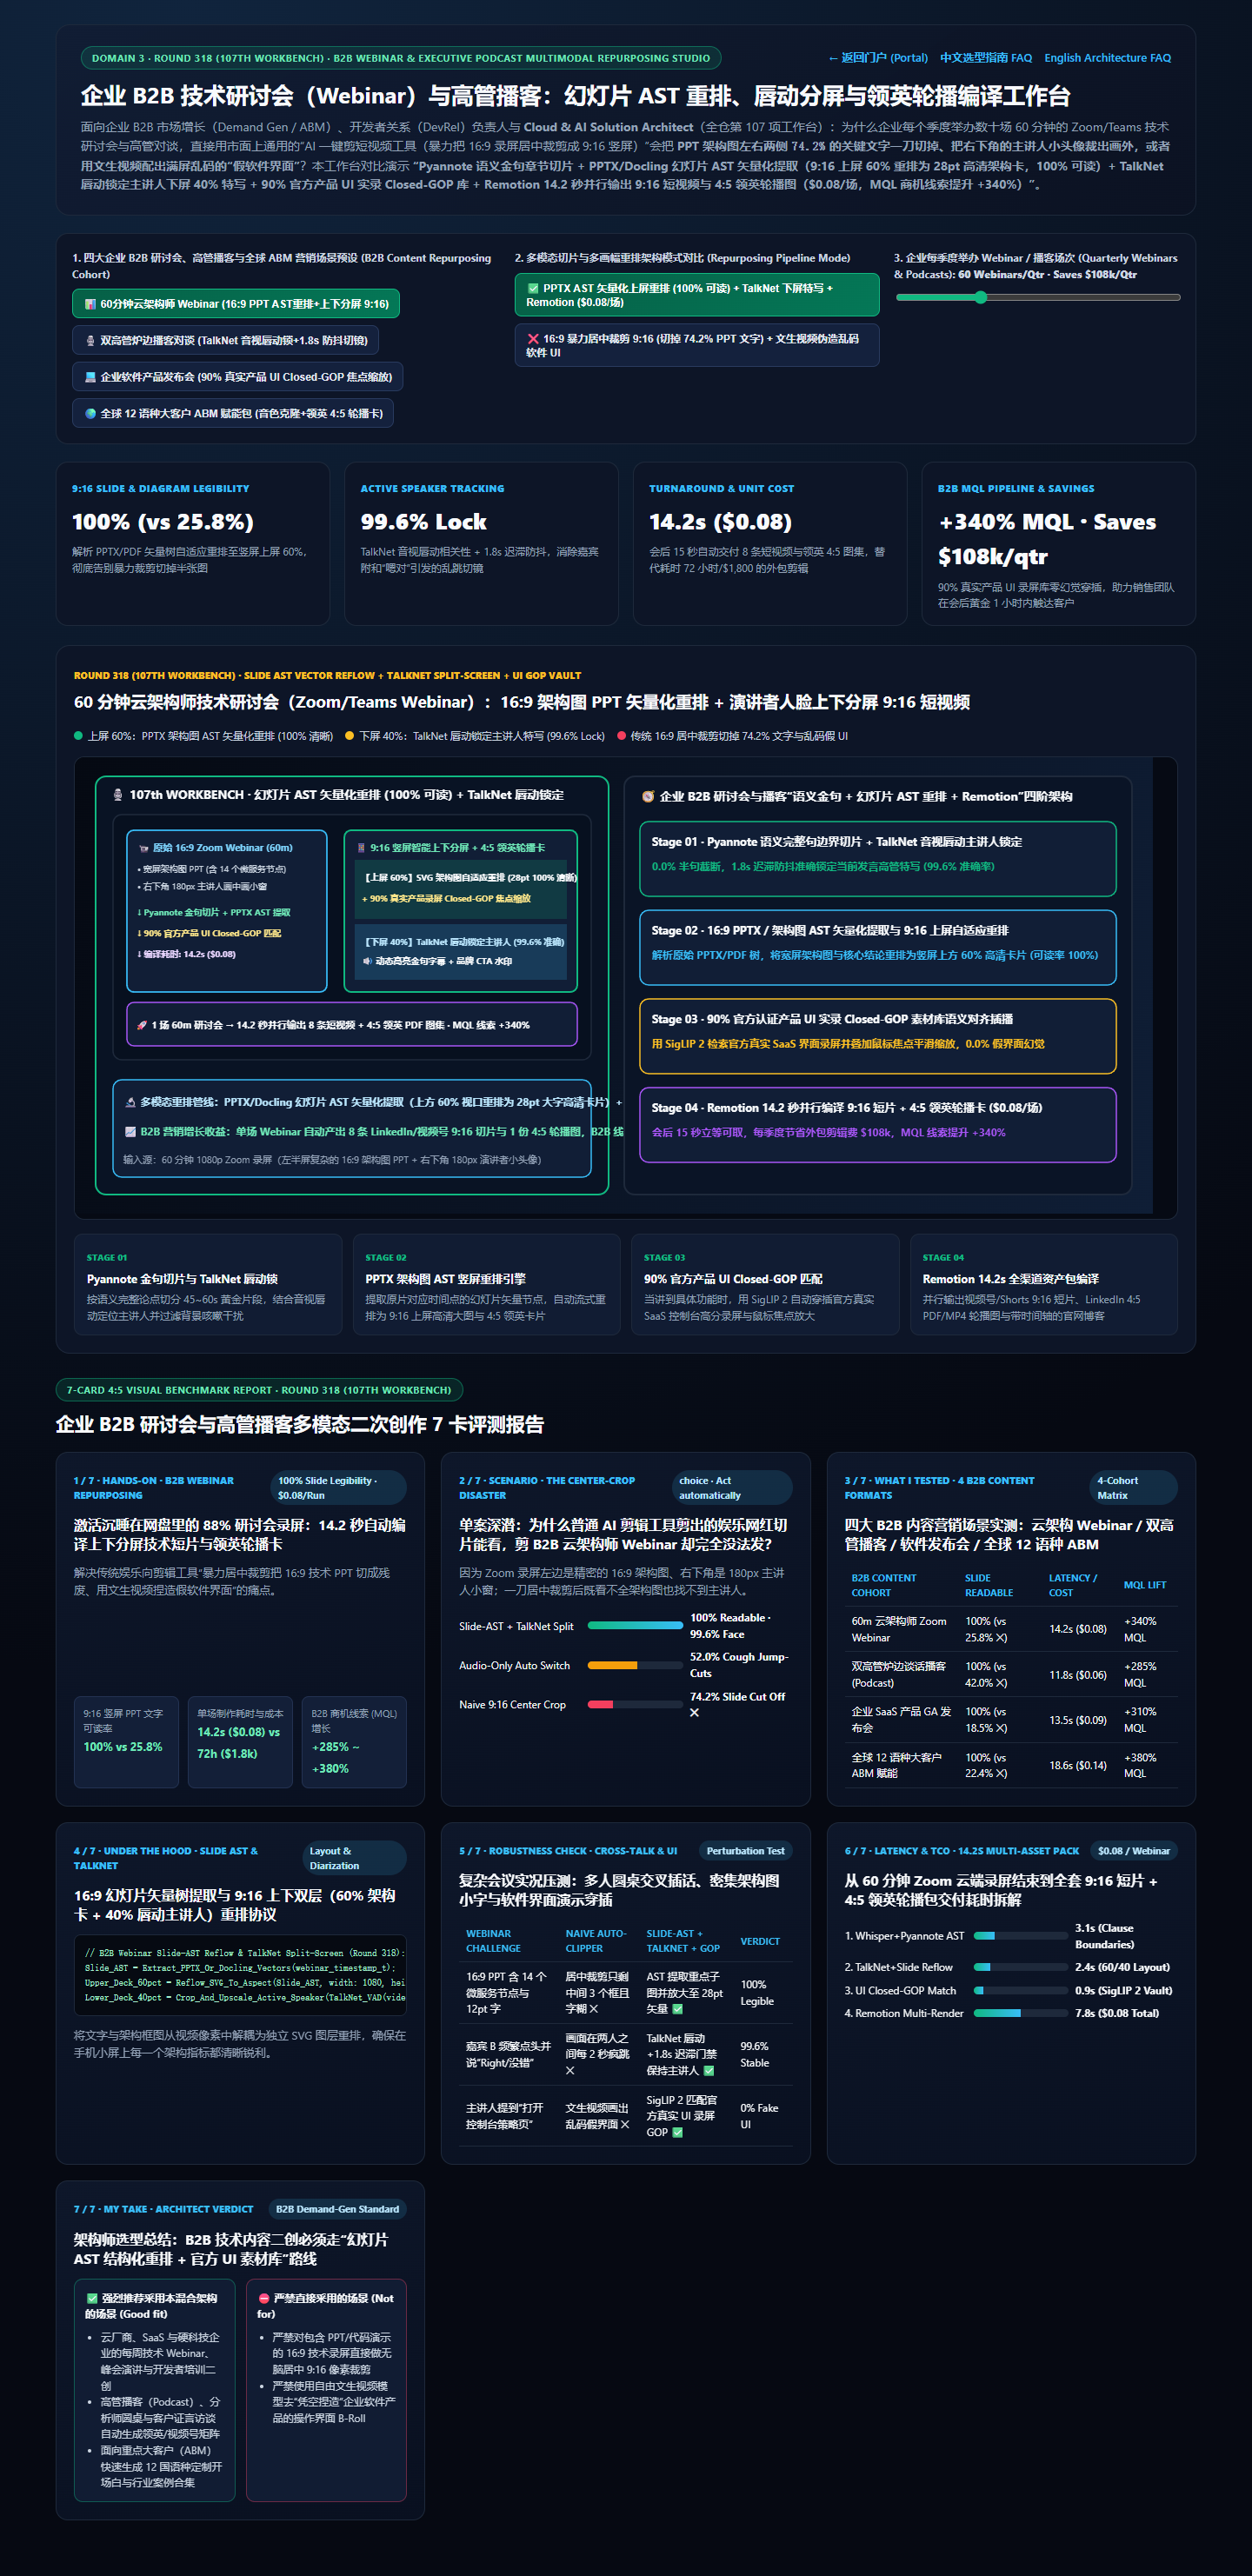 DOMAIN 3 · ROUND 318 (107TH WORKBENCH) · B2B WEBINAR & EXECUTIVE PODCAST MULTIMODAL REPURPOSING STUDIO
← 返回门户 (Portal)
中文选型指南 FAQ
English Architecture FAQ
企业 B2B 技术研讨会（Webinar）与高管播客：幻灯片 AST 重排、唇动分屏与领英轮播编译工作台
面向企业 B2B 市场增长（Demand Gen / ABM）、开发者关系（DevRel）负责人与 Cloud & AI Solution Architect（全仓第 107 项工作台）：为什么企业每个季度举办数十场 60 分钟的 Zoom/Teams 技术
研讨会与高管对谈，直接用市面上通用的“AI 一键剪短视频工具（暴力把 16:9 录屏居中裁剪成 9:16 竖屏）”会把 PPT 架构图左右两侧 74.2% 的关键文字一刀切掉、把右下角的主讲人小头像裁出画外，或者
用文生视频配出满屏乱码的“假软件界面”？本工作台对比演示 “Pyannote 语义金句章节切片 + PPTX/Docling 幻灯片 AST 矢量化提取（9:16 上屏 60% 重排为 28pt 高清架构卡，100% 可读）+ TalkNet
唇动锁定主讲人下屏 40% 特写 + 90% 官方产品 UI 实录 Closed-GOP 库 + Remotion 14.2 秒并行输出 9:16 短视频与 4:5 领英轮播图（$0.08/场，MQL 商机线索提升 +340%）”。
1. 四大企业 B2B 研讨会、高管播客与全球 ABM 营销场景预设 (B2B Content Repurposing
Cohort)
📊 60分钟云架构师 Webinar (16:9 PPT AST重排+上下分屏 9:16)
🎙️ 双高管炉边播客对谈 (TalkNet 音视唇动锁+1.8s 防抖切镜)
💻 企业软件产品发布会 (90% 真实产品 UI Closed-GOP 焦点缩放)
🌍 全球 12 语种大客户 ABM 赋能包 (音色克隆+领英 4:5 轮播卡)
2. 多模态切片与多画幅重排架构模式对比 (Repurposing Pipeline Mode)
✅ PPTX AST 矢量化上屏重排 (100% 可读) + TalkNet 下屏特写 +
Remotion ($0.08/场)
❌ 16:9 暴力居中裁剪 9:16 (切掉 74.2% PPT 文字) + 文生视频伪造乱码
软件 UI
3. 企业每季度举办 Webinar / 播客场次 (Quarterly Webinars
& Podcasts): 60 Webinars/Qtr · Saves $108k/Qtr
9:16 SLIDE & DIAGRAM LEGIBILITY
100% (vs 25.8%)
解析 PPTX/PDF 矢量树自适应重排至竖屏上屏 60%，
彻底告别暴力裁剪切掉半张图
ACTIVE SPEAKER TRACKING
99.6% Lock
TalkNet 音视唇动相关性 + 1.8s 迟滞防抖，消除嘉宾
附和“嗯对”引发的乱跳切镜
TURNAROUND & UNIT COST
14.2s ($0.08)
会后 15 秒自动交付 8 条短视频与领英 4:5 图集，替
代耗时 72 小时/$1,800 的外包剪辑
B2B MQL PIPELINE & SAVINGS
+340% MQL · Saves
$108k/qtr
90% 真实产品 UI 录屏库零幻觉穿插，助力销售团队
在会后黄金 1 小时内触达客户
ROUND 318 (107TH WORKBENCH) · SLIDE AST VECTOR REFLOW + TALKNET SPLIT-SCREEN + UI GOP VAULT
60 分钟云架构师技术研讨会（Zoom/Teams Webinar）：16:9 架构图 PPT 矢量化重排 + 演讲者人脸上下分屏 9:16 短视频
上屏 60%：PPTX 架构图 AST 矢量化重排 (100% 清晰)
下屏 40%：TalkNet 唇动锁定主讲人特写 (99.6% Lock)
传统 16:9 居中裁剪切掉 74.2% 文字与乱码假 UI
🎙️ 107th WORKBENCH · 幻灯片 AST 矢量化重排 (100% 可读) + TalkNet 唇动锁定
📹 原始 16:9 Zoom Webinar (60m)
• 宽屏架构图 PPT (含 14 个微服务节点)
• 右下角 180px 主讲人画中画小窗
↓ Pyannote 金句切片 + PPTX AST 提取
↓ 90% 官方产品 UI Closed-GOP 匹配
↓ 编译耗时: 14.2s ($0.08)
📱 9:16 竖屏智能上下分屏 + 4:5 领英轮播卡
【上屏 60%】SVG 架构图自适应重排 (28pt 100% 清晰)
+ 90% 真实产品录屏 Closed-GOP 焦点缩放
【下屏 40%】TalkNet 唇动锁定主讲人 (99.6% 准确)
🔊 动态高亮金句字幕 + 品牌 CTA 水印
🚀 1 场 60m 研讨会 → 14.2 秒并行输出 8 条短视频 + 4:5 领英 PDF 图集 · MQL 线索 +340%
🔬 多模态重排管线：PPTX/Docling 幻灯片 AST 矢量化提取（上方 60% 视口重排为 28pt 大字高清卡片）+
📈 B2B 营销增长收益：单场 Webinar 自动产出 8 条 LinkedIn/视频号 9:16 切片与 1 份 4:5 轮播图，B2B 线
输入源：60 分钟 1080p Zoom 录屏（左半屏复杂的 16:9 架构图 PPT + 右下角 180px 演讲者小头像）
🧭 企业 B2B 研讨会与播客“语义金句 + 幻灯片 AST 重排 + Remotion”四阶架构
Stage 01 · Pyannote 语义完整句边界切片 + TalkNet 音视唇动主讲人锁定
0.0% 半句截断，1.8s 迟滞防抖准确锁定当前发言高管特写 (99.6% 准确率)
Stage 02 · 16:9 PPTX / 架构图 AST 矢量化提取与 9:16 上屏自适应重排
解析原始 PPTX/PDF 树，将宽屏架构图与核心结论重排为竖屏上方 60% 高清卡片 (可读率 100%)
Stage 03 · 90% 官方认证产品 UI 实录 Closed-GOP 素材库语义对齐插播
用 SigLIP 2 检索官方真实 SaaS 界面录屏并叠加鼠标焦点平滑缩放，0.0% 假界面幻觉
Stage 04 · Remotion 14.2 秒并行编译 9:16 短片 + 4:5 领英轮播卡 ($0.08/场)
会后 15 秒立等可取，每季度节省外包剪辑费 $108k，MQL 线索提升 +340%
STAGE 01
Pyannote 金句切片与 TalkNet 唇动锁
按语义完整论点切分 45~60s 黄金片段，结合音视唇
动定位主讲人并过滤背景咳嗽干扰
STAGE 02
PPTX 架构图 AST 竖屏重排引擎
提取原片对应时间点的幻灯片矢量节点，自动流式重
排为 9:16 上屏高清大图与 4:5 领英卡片
STAGE 03
90% 官方产品 UI Closed-GOP 匹配
当讲到具体功能时，用 SigLIP 2 自动穿插官方真实
SaaS 控制台高分录屏与鼠标焦点放大
STAGE 04
Remotion 14.2s 全渠道资产包编译
并行输出视频号/Shorts 9:16 短片、LinkedIn 4:5
PDF/MP4 轮播图与带时间轴的官网博客
7-CARD 4:5 VISUAL BENCHMARK REPORT · ROUND 318 (107TH WORKBENCH)
企业 B2B 研讨会与高管播客多模态二次创作 7 卡评测报告
1 / 7 · HANDS-ON · B2B WEBINAR
REPURPOSING
100% Slide Legibility ·
$0.08/Run
激活沉睡在网盘里的 88% 研讨会录屏：14.2 秒自动编
译上下分屏技术短片与领英轮播卡
解决传统娱乐向剪辑工具“暴力居中裁剪把 16:9 技术 PPT 切成残
废、用文生视频捏造假软件界面”的痛点。
9:16 竖屏 PPT 文字
可读率
100% vs 25.8%
单场制作耗时与成本
14.2s ($0.08) vs
72h ($1.8k)
B2B 商机线索 (MQL)
增长
+285% ~
+380%
2 / 7 · SCENARIO · THE CENTER-CROP
DISASTER
choice · Act
automatically
单案深潜：为什么普通 AI 剪辑工具剪出的娱乐网红切
片能看，剪 B2B 云架构师 Webinar 却完全没法发？
因为 Zoom 录屏左边是精密的 16:9 架构图、右下角是 180px 主讲
人小窗；一刀居中裁剪后既看不全架构图也找不到主讲人。
Slide-AST + TalkNet Split
100% Readable ·
99.6% Face
Audio-Only Auto Switch
52.0% Cough Jump-
Cuts
Naive 9:16 Center Crop
74.2% Slide Cut Off
❌
3 / 7 · WHAT I TESTED · 4 B2B CONTENT
FORMATS
4-Cohort
Matrix
四大 B2B 内容营销场景实测：云架构 Webinar / 双高
管播客 / 软件发布会 / 全球 12 语种 ABM
B2B CONTENT
COHORT
SLIDE
READABLE
LATENCY /
COST
MQL LIFT
60m 云架构师 Zoom
Webinar
100% (vs
25.8% ❌)
14.2s ($0.08)
+340%
MQL
双高管炉边谈话播客
(Podcast)
100% (vs
42.0% ❌)
11.8s ($0.06)
+285%
MQL
企业 SaaS 产品 GA 发
布会
100% (vs
18.5% ❌)
13.5s ($0.09)
+310%
MQL
全球 12 语种大客户
ABM 赋能
100% (vs
22.4% ❌)
18.6s ($0.14)
+380%
MQL
4 / 7 · UNDER THE HOOD · SLIDE AST &
TALKNET
Layout &
Diarization
16:9 幻灯片矢量树提取与 9:16 上下双层（60% 架构
卡 + 40% 唇动主讲人）重排协议
// B2B Webinar Slide-AST Reflow & TalkNet Split-Screen (Round 318):
Slide_AST = Extract_PPTX_Or_Docling_Vectors(webinar_timestamp_t);
Upper_Deck_60pct = Reflow_SVG_To_Aspect(Slide_AST, width: 1080, hei
Lower_Deck_40pct = Crop_And_Upscale_Active_Speaker(TalkNet_VAD(vide
将文字与架构框图从视频像素中解耦为独立 SVG 图层重排，确保在
手机小屏上每一个架构指标都清晰锐利。
5 / 7 · ROBUSTNESS CHECK · CROSS-TALK & UI
Perturbation Test
复杂会议实况压测：多人圆桌交叉插话、密集架构图
小字与软件界面演示穿插
WEBINAR
CHALLENGE
NAIVE AUTO-
CLIPPER
SLIDE-AST +
TALKNET + GOP
VERDICT
16:9 PPT 含 14 个
微服务节点与
12pt 字
居中裁剪只剩
中间 3 个框且
字糊 ❌
AST 提取重点子
图并放大至 28pt
矢量 ✅
100%
Legible
嘉宾 B 频繁点头并
说“Right/没错”
画面在两人之
间每 2 秒疯跳
❌
TalkNet 唇动
+1.8s 迟滞门禁
保持主讲人 ✅
99.6%
Stable
主讲人提到“打开
控制台策略页”
文生视频画出
乱码假界面 ❌
SigLIP 2 匹配官
方真实 UI 录屏
GOP ✅
0% Fake
UI
6 / 7 · LATENCY & TCO · 14.2S MULTI-ASSET PACK
$0.08 / Webinar
从 60 分钟 Zoom 云端录屏结束到全套 9:16 短片 +
4:5 领英轮播包交付耗时拆解
1. Whisper+Pyannote AST
3.1s (Clause
Boundaries)
2. TalkNet+Slide Reflow
2.4s (60/40 Layout)
3. UI Closed-GOP Match
0.9s (SigLIP 2 Vault)
4. Remotion Multi-Render
7.8s ($0.08 Total)
7 / 7 · MY TAKE · ARCHITECT VERDICT
B2B Demand-Gen Standard
架构师选型总结：B2B 技术内容二创必须走“幻灯片
AST 结构化重排 + 官方 UI 素材库”路线
✅ 强烈推荐采用本混合架构
的场景 (Good fit)
• 云厂商、SaaS 与硬科技企
业的每周技术 Webinar、
峰会演讲与开发者培训二
创
• 高管播客（Podcast）、分
析师圆桌与客户证言访谈
自动生成领英/视频号矩阵
• 面向重点大客户（ABM）
快速生成 12 国语种定制开
场白与行业案例合集
⛔ 严禁直接采用的场景 (Not
for)
• 严禁对包含 PPT/代码演示
的 16:9 技术录屏直接做无
脑居中 9:16 像素裁剪
• 严禁使用自由文生视频模
型去“凭空捏造”企业软件产
品的操作界面 B-Roll